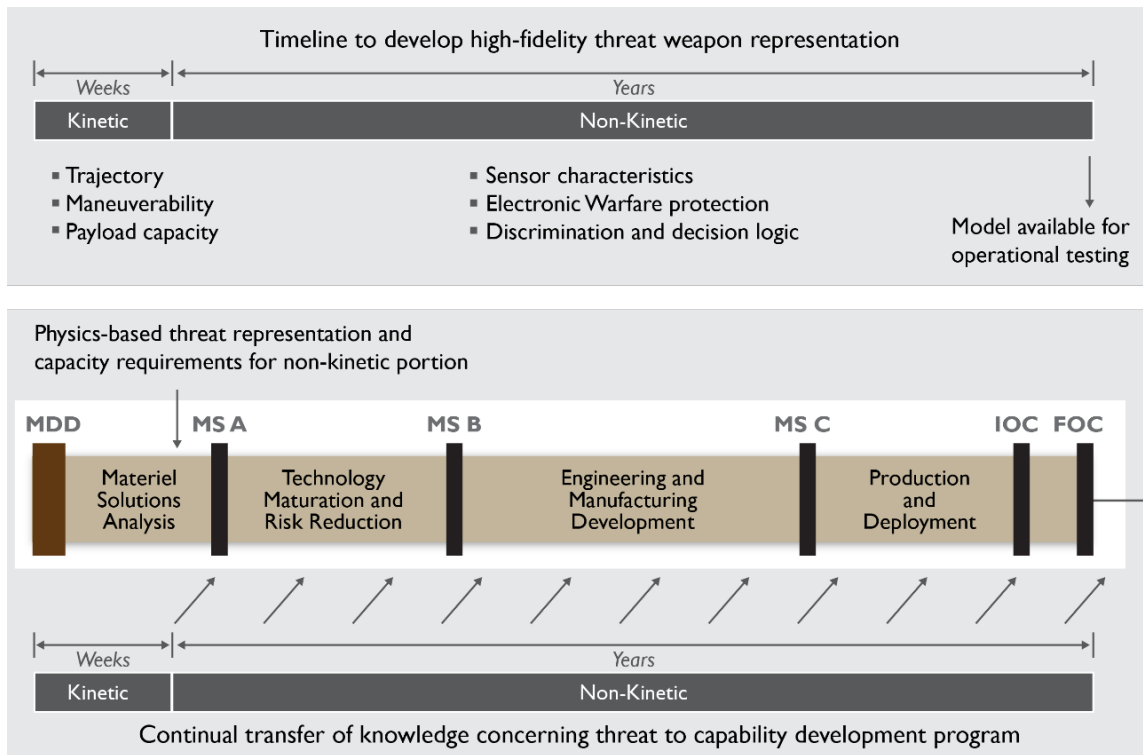 Timeline to develop high-fidelity threat weapon representation
Weeks
Years
Kinetic
Non-Kinetic
▪ Trajectory
▪ Maneuverability
▪ Payload capacity
▪ Sensor characteristics
▪ Electronic Warfare protection
▪ Discrimination and decision logic
Model available for
operational testing
Physics-based threat representation and
capacity requirements for non-kinetic portion
MDD
MS A
MS B
MS C
IOC
FOC
Materiel
Solutions
Analysis
Technology
Maturation and
Risk Reduction
Engineering and
Manufacturing
Development
Production
and
Deployment
Weeks
Years
Kinetic
Non-Kinetic
Continual transfer of knowledge concerning threat to capability development program